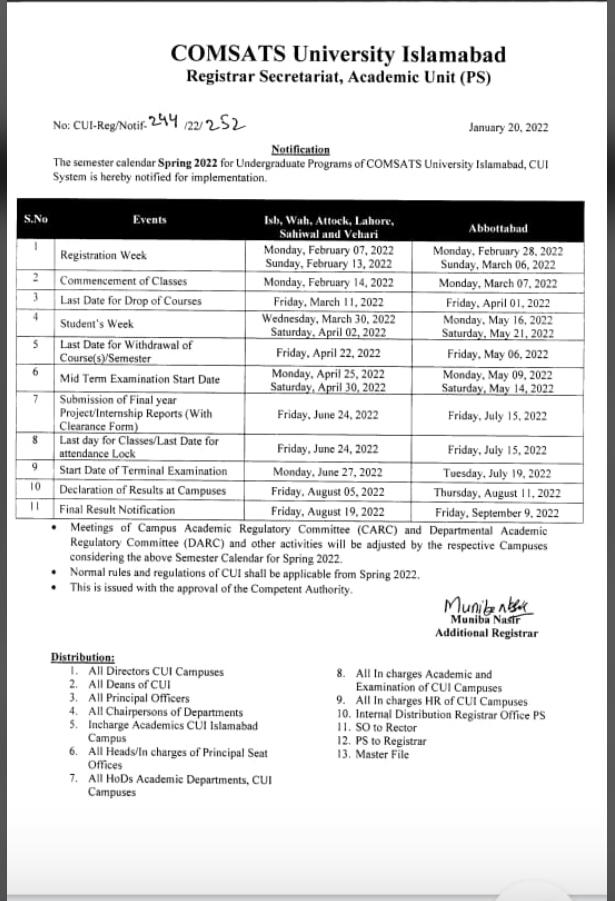 COMSATS University Islamabad
Registrar Secretariat, Academic Unit (PS)
No: CUI-Reg/Notif-244 /22/252
January 20, 2022
Notification
The semester calendar Spring 2022 for Undergraduate Programs of COMSATS University Islamabad, CUI
System is hereby notified for implementation.
S.No Events Isb, Wah, Attock, Lahore, Sahiwal and Vehari Abbottabad
1 Registration Week Monday, February 07, 2022 Monday, February 28, 2022
Sunday, February 13, 2022 Sunday, March 06, 2022
2 Commencement of Classes Monday, February 14, 2022 Monday, March 07, 2022
3 Last Date for Drop of Courses Friday, March 11, 2022 Friday, April 01, 2022
4 Student's Week Wednesday, March 30, 2022 Monday, May 16, 2022
Saturday, April 02, 2022 Saturday, May 21, 2022
5 Last Date for Withdrawal of
Course(s)/Semester Friday, April 22, 2022 Friday, May 06, 2022
6 Mid Term Examination Start Date Monday, April 25, 2022 Monday, May 09, 2022
Saturday, April 30, 2022 Saturday, May 14, 2022
7 Submission of Final year
Project/Internship Reports (With
Clearance Form) Friday, June 24, 2022 Friday, July 15, 2022
8 Last day for Classes/Last Date for
attendance Lock Friday, June 24, 2022 Friday, July 15, 2022
9 Start Date of Terminal Examination Monday, June 27, 2022 Tuesday, July 19, 2022
10 Declaration of Results at Campuses Friday, August 05, 2022 Thursday, August 11, 2022
11 Final Result Notification Friday, August 19, 2022 Friday, September 9, 2022
• Meetings of Campus Academic Regulatory Committee (CARC) and Departmental Academic
Regulatory Committee (DARC) and other activities will be adjusted by the respective Campuses
considering the above Semester Calendar for Spring 2022.
• Normal rules and regulations of CUI shall be applicable from Spring 2022.
• This is issued with the approval of the Competent Authority.
Muniba Nasir
Muniba Nasir
Additional Registrar
Distribution:
1. All Directors CUI Campuses
2. All Deans of CUI
3. All Principal Officers
4. All Chairpersons of Departments
5. Incharge Academics CUI Islamabad
Campus
6. All Heads/In charges of Principal Seat
Offices
7. All HoDs Academic Departments, CUI
Campuses
8. All In charges Academic and
Examination of CUI Campuses
9. All In charges HR of CUI Campuses
10. Internal Distribution Registrar Office PS
11. SO to Rector
12. PS to Registrar
13. Master File